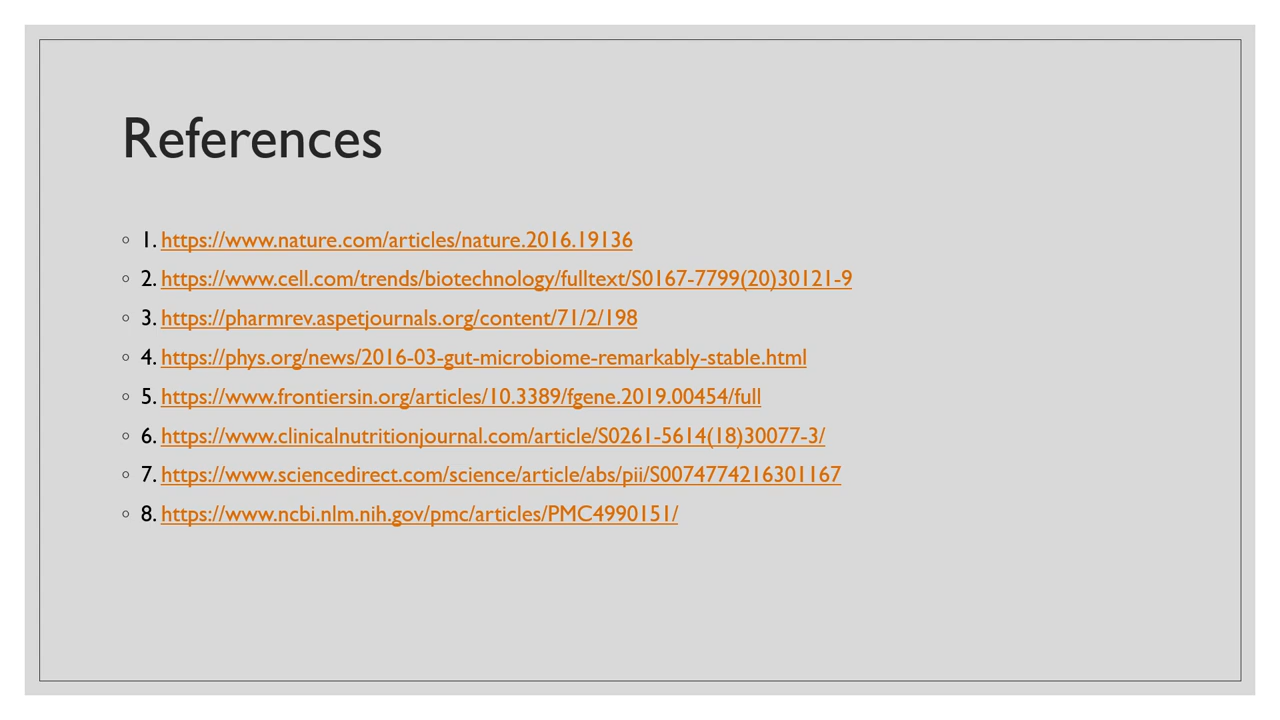 References
◦ 1. https://www.nature.com/articles/nature.2016.19136
◦ 2. https://www.cell.com/trends/biotechnology/fulltext/S0167-7799(20)30121-9
◦ 3. https://pharmrev.aspetjournals.org/content/71/2/198
◦ 4. https://phys.org/news/2016-03-gut-microbiome-remarkably-stable.html
◦ 5. https://www.frontiersin.org/articles/10.3389/fgene.2019.00454/full
◦ 6. https://www.clinicalnutritionjournal.com/article/S0261-5614(18)30077-3/
◦ 7. https://www.sciencedirect.com/science/article/abs/pii/S0074774216301167
◦ 8. https://www.ncbi.nlm.nih.gov/pmc/articles/PMC4990151/